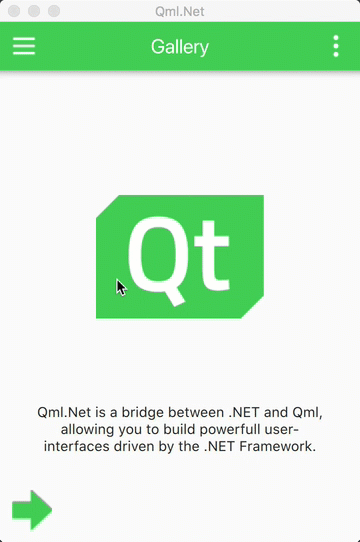 Qml.Net
Gallery
Qt
Qml.Net is a bridge between .NET and Qml,
allowing you to build powerfull user-
interfaces driven by the .NET Framework.